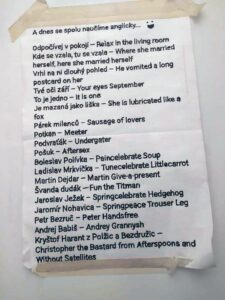 A dnes se spolu naučíme anglicky...
Odpočívej v pokoji – Relax in the living room
Kde se vzala, tu se vzala – Where she married
herself, here she married herself
Vrhl na ni dlouhý pohled – He vomited a long
postcard on her
Tvé oči září – Your eyes September
To je jedno – It is one
Je mazaná jako liška – She is lubricated like a
fox
Párek milenců – Sausage of lovers
Potkan – Meeter
Podvraťák – Undergater
Pošuk – Aftersex
Boleslav Polívka – Paincelebrate Soup
Ladislav Mrkvička – Tunecelebrate Littlecarrot
Martin Dejdar – Martin Give-a-present
Švanda dudák – Fun the Titman
Jaroslav Ježek – Springcelebrate Hedgehog
Jaromír Nohavica – Springpeace Trouser Leg
Petr Bezruč – Peter Handsfree
Andrej Babiš – Andrey Grannyah
Kryštof Harant z Polžic a Bezdružic –
Christopher the Bastard from Afterspoons and
Without Satellites